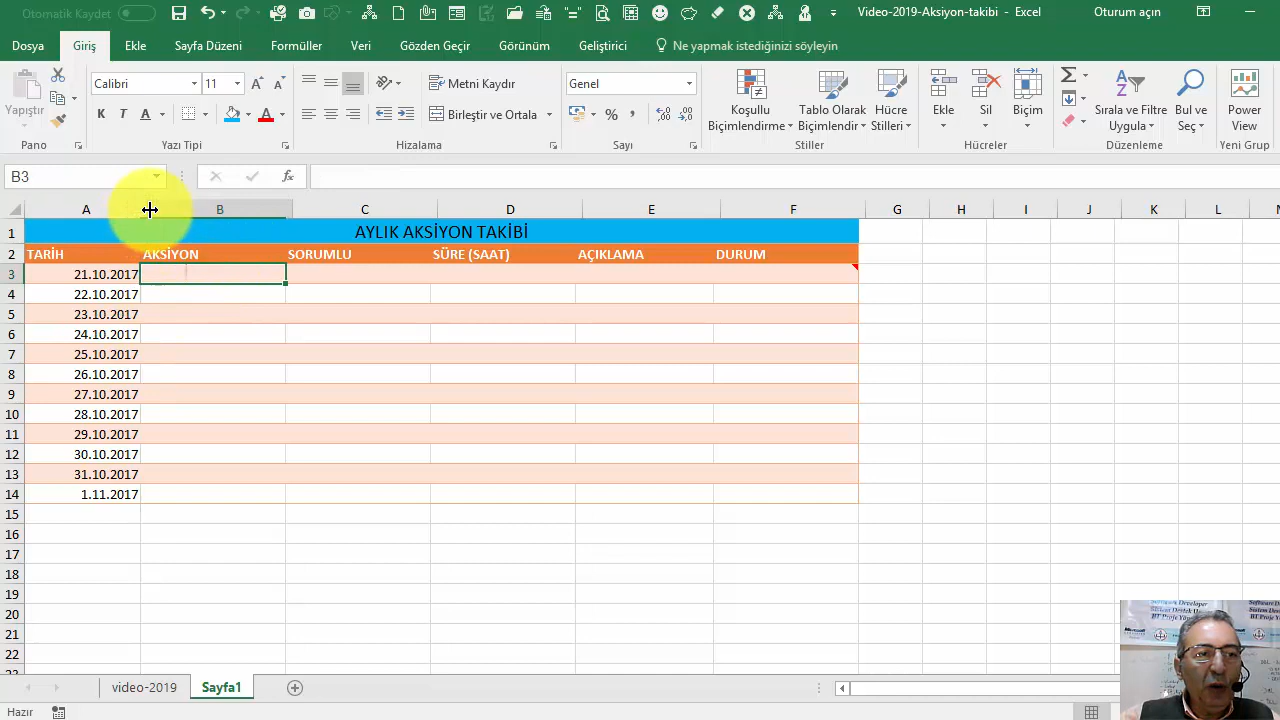 Otomatik Kaydet
Video-2019-Aksiyon-takibi - Excel
Oturum açın
Dosya Giriş Ekle Sayfa Düzeni Formüller Veri Gözden Geçir Görünüm Geliştirici Ne yapmak istediğinizi söyleyin
Yapıştır
Calibri 11
K T A
Metni Kaydır
Birleştir ve Ortala
Genel
Koşullu Biçimlendirme
Tablo Olarak Biçimlendir
Hücre Stilleri
Ekle
Sil
Biçim
Sırala ve Filtre Uygula
Bul ve Seç
Power View
Pano Yazı Tipi Hizalama Sayı Stiller Hücreler Düzenleme Yeni Grup
B3
A B C D E F G H I J K L M
1 AYLIK AKSİYON TAKİBİ
2 TARİH AKSİYON SORUMLU SÜRE (SAAT) AÇIKLAMA DURUM
3 21.10.2017
4 22.10.2017
5 23.10.2017
6 24.10.2017
7 25.10.2017
8 26.10.2017
9 27.10.2017
10 28.10.2017
11 29.10.2017
12 30.10.2017
13 31.10.2017
14 1.11.2017
15
16
17
18
19
20
21
22
Software Developer
video-2019 Sayfa1
Hazır